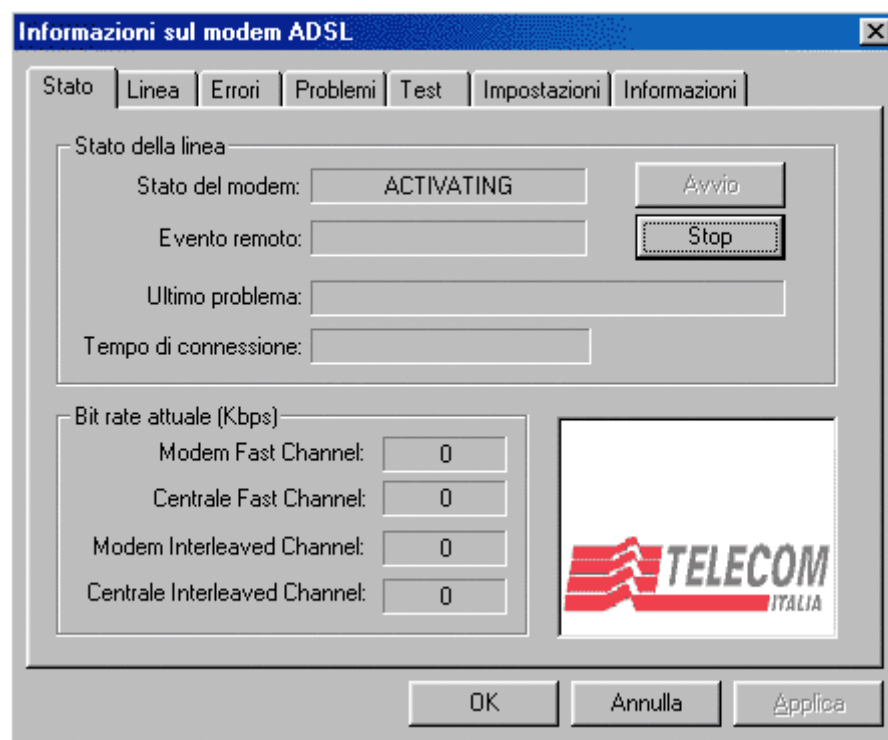 Informazioni sul modem ADSL
Stato Linea Errori Problemi Test Impostazioni Informazioni
Stato della linea
Stato del modem: ACTIVATING Avvio
Evento remoto: Stop
Ultimo problema:
Tempo di connessione:
Bit rate attuale (Kbps)
Modem Fast Channel: 0
Centrale Fast Channel: 0
Modem Interleaved Channel: 0
Centrale Interleaved Channel: 0
TELECOM
ITALIA
OK Annulla Applica